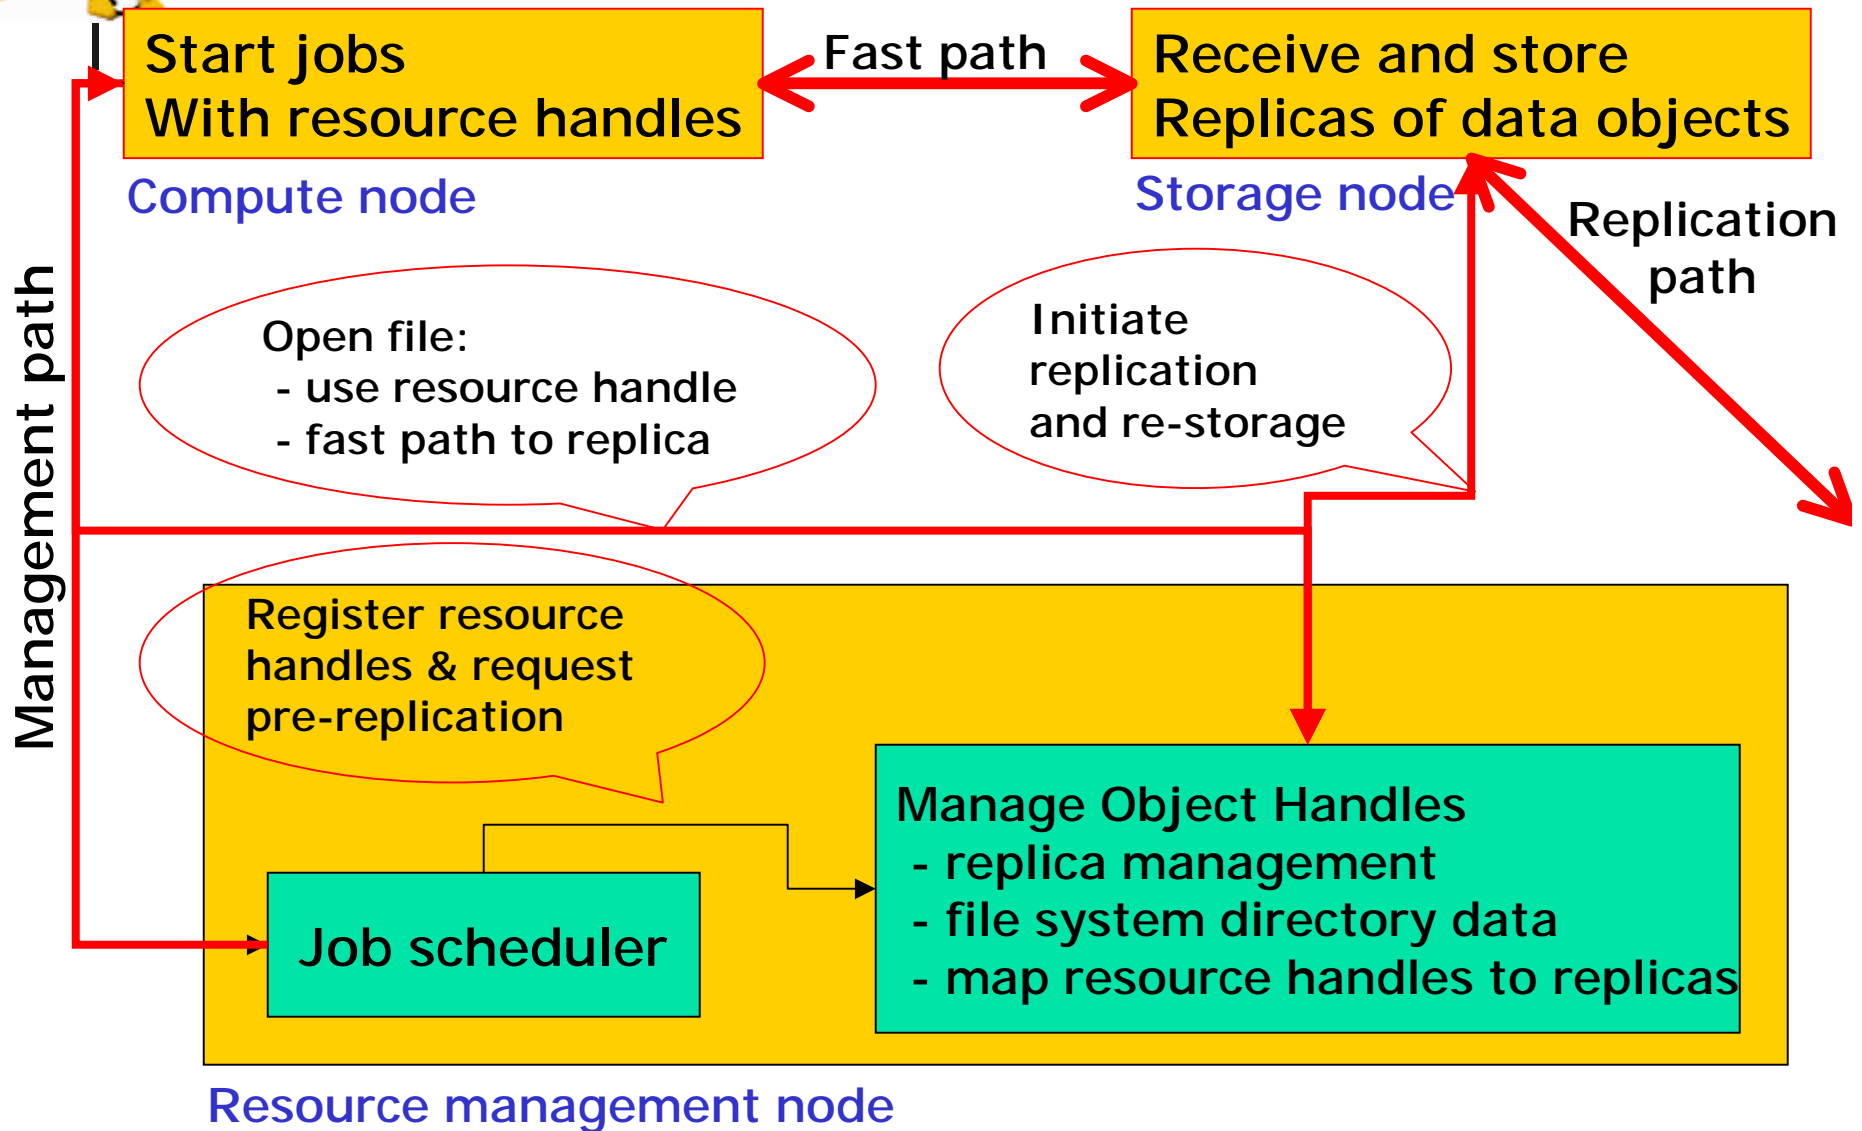 Start jobs
With resource handles
Fast path
Receive and store
Replicas of data objects
Compute node
Storage node
Replication
path
Management path
Open file:
- use resource handle
- fast path to replica
Initiate
replication
and re-storage
Register resource
handles & request
pre-replication
Manage Object Handles
- replica management
- file system directory data
- map resource handles to replicas
Job scheduler
Resource management node